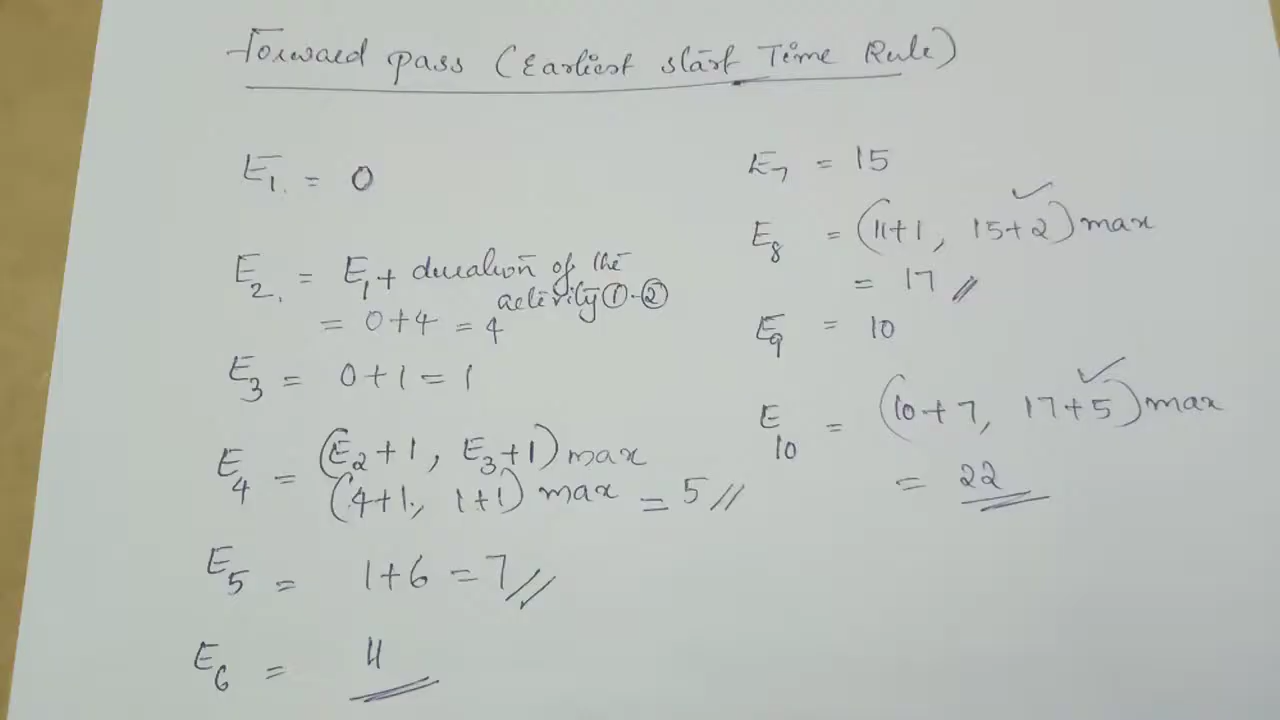 Forward pass (Earliest start Time Rule)
E1 = 0
E2 = E1 + duration of the
activity ①-②
= 0+4 = 4
E3 = 0+1 = 1
E4 = (E2+1, E3+1) max
(4+1, 1+1) max = 5 //
E5 = 1+6 = 7 //
E6 = 11
E7 = 15
E8 = (11+1, 15+2) max
= 17 //
E9 = 10
E10 = (10+7, 17+5) max
= 22